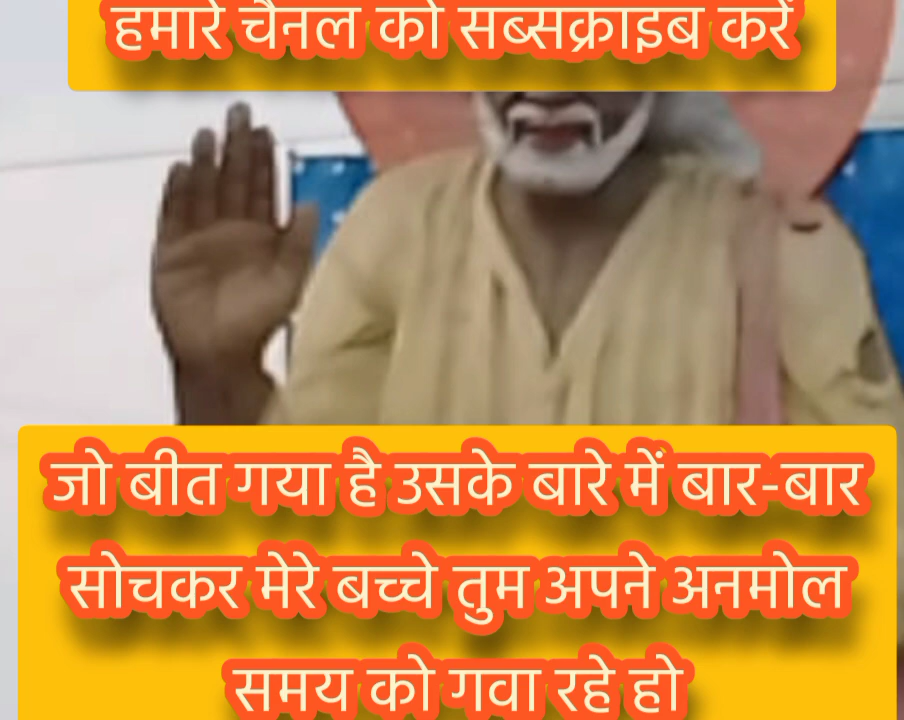 हमारे चैनल को सब्सक्राइब करें
जो बीत गया है उसके बारे में बार-बार
सोचकर मेरे बच्चे तुम अपने अनमोल
समय को गवा रहे हो